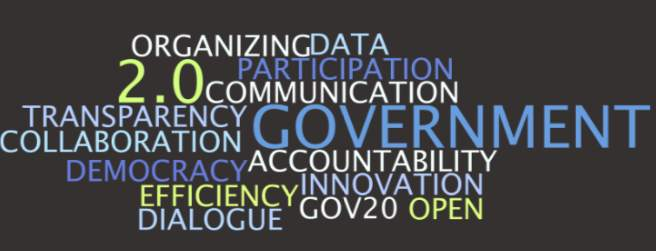 ORGANIZING DATA
2.0 PARTICIPATION
COMMUNICATION
TRANSPARENCY GOVERNMENT
COLLABORATION
DEMOCRACY ACCOUNTABILITY
EFFICIENCY INNOVATION
DIALOGUE GOV20 OPEN